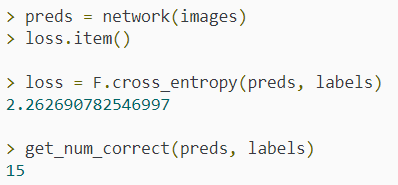 > preds = network(images)
> loss.item()
> loss = F.cross_entropy(preds, labels)
2.262690782546997
> get_num_correct(preds, labels)
15